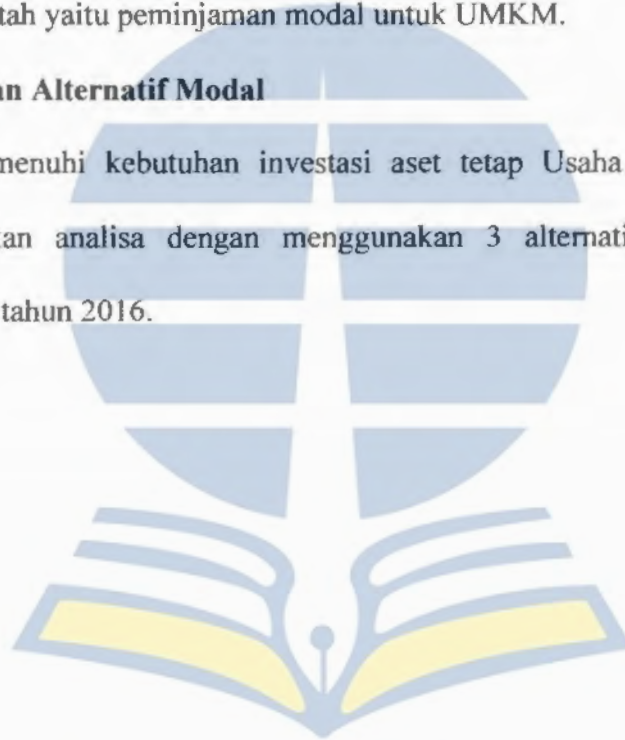 tah yaitu peminjaman modal untuk UMKM.
an Alternatif Modal
menuhi kebutuhan investasi aset tetap Usaha
kan analisa dengan menggunakan 3 alternati
tahun 2016.